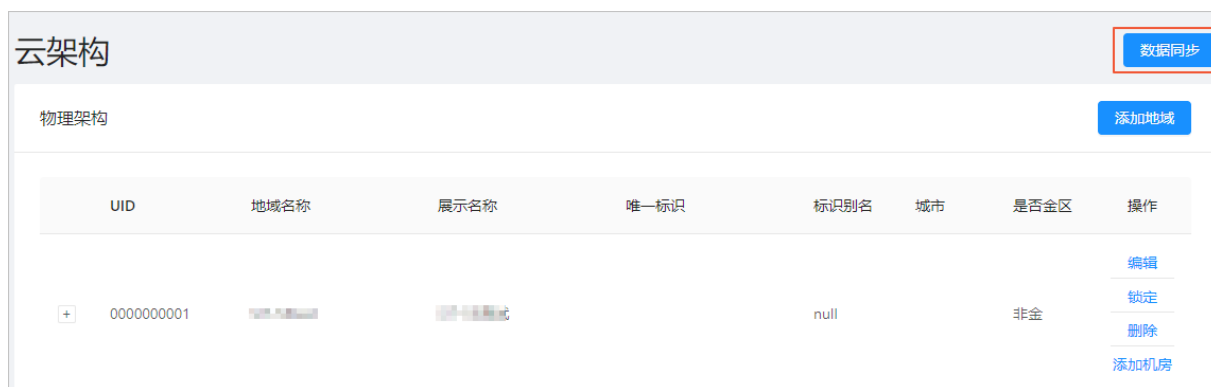 云架构
数据同步
物理架构
添加地域
UID 地域名称 展示名称 唯一标识 标识别名 城市 是否金区 操作
编辑
锁定
0000000001 null 非金
删除
添加机房